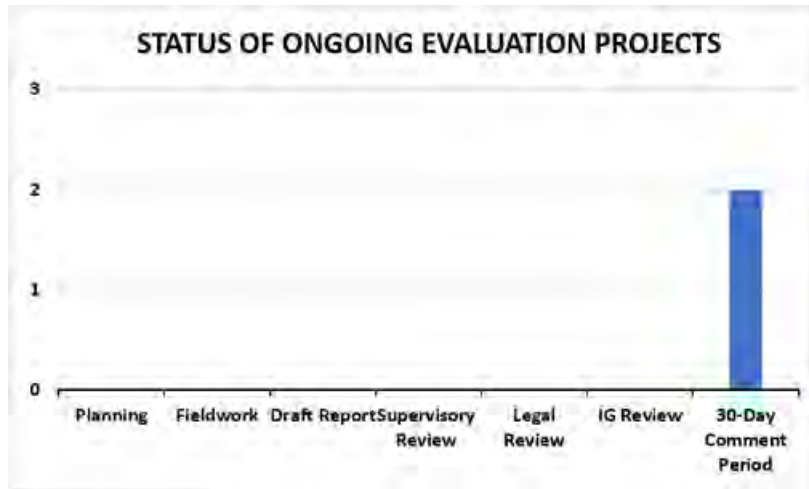 STATUS OF ONGOING EVALUATION PROJECTS
3
2
1
0
Planning Fieldwork Draft Report Supervisory Legal IG Review 30-Day
Review Review Comment
Period